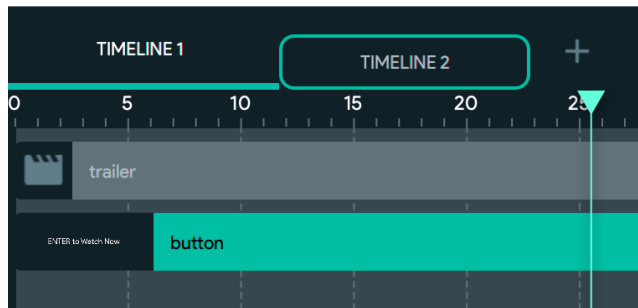 TIMELINE 1
TIMELINE 2
0 5 10 15 20 25
trailer
ENTER to Watch Now
button